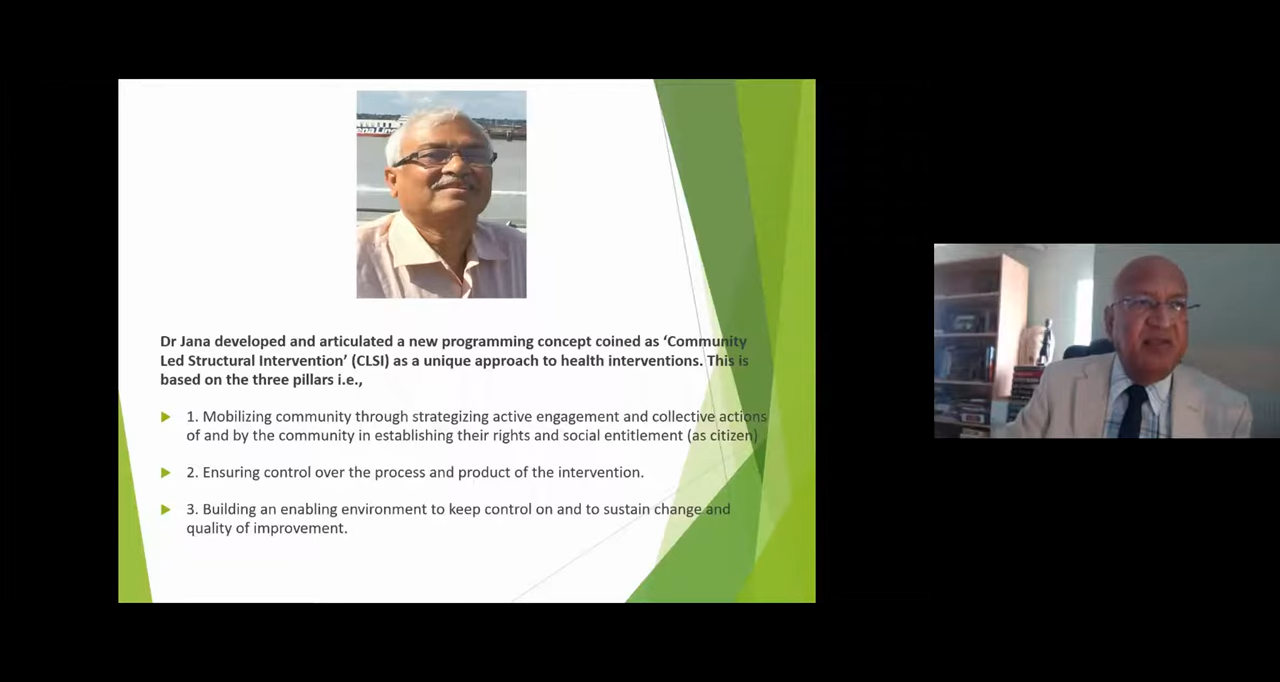 ena Line
Dr Jana developed and articulated a new programming concept coined as ‘Community
Led Structural Intervention’ (CLSI) as a unique approach to health interventions. This is
based on the three pillars i.e.,
1. Mobilizing community through strategizing active engagement and collective actions
of and by the community in establishing their rights and social entitlement (as citizen)
2. Ensuring control over the process and product of the intervention.
3. Building an enabling environment to keep control on and to sustain change and
quality of improvement.